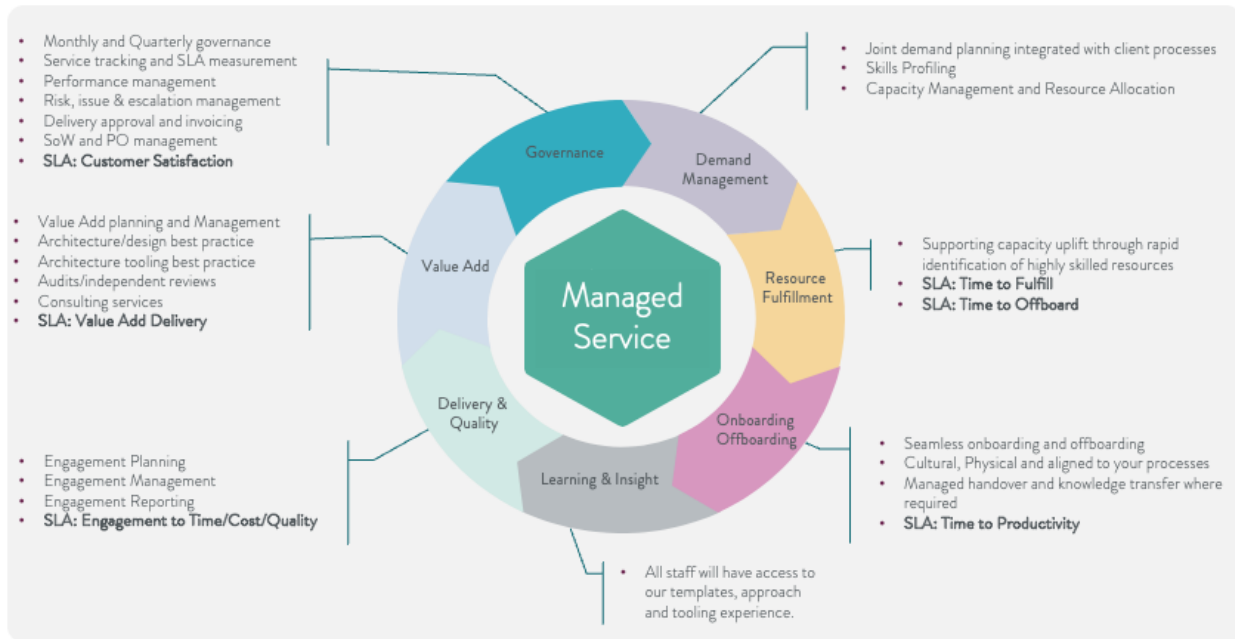 • Monthly and Quarterly governance
• Service tracking and SLA measurement
• Performance management
• Risk, issue & escalation management
• Delivery approval and invoicing
• SoW and PO management
• SLA: Customer Satisfaction
• Joint demand planning integrated with client processes
• Skills Profiling
• Capacity Management and Resource Allocation
Governance
Demand
Management
• Value Add planning and Management
• Architecture/design best practice
• Architecture tooling best practice
• Audits/independent reviews
• Consulting services
• SLA: Value Add Delivery
Value Add
Managed
Service
Resource
Fulfillment
• Supporting capacity uplift through rapid
identification of highly skilled resources
• SLA: Time to Fulfill
• SLA: Time to Offboard
Delivery &
Quality
Onboarding
Offboarding
Learning & Insight
• Engagement Planning
• Engagement Management
• Engagement Reporting
• SLA: Engagement to Time/Cost/Quality
• Seamless onboarding and offboarding
• Cultural, Physical and aligned to your processes
• Managed handover and knowledge transfer where
required
• SLA: Time to Productivity
• All staff will have access to
our templates, approach
and tooling experience.